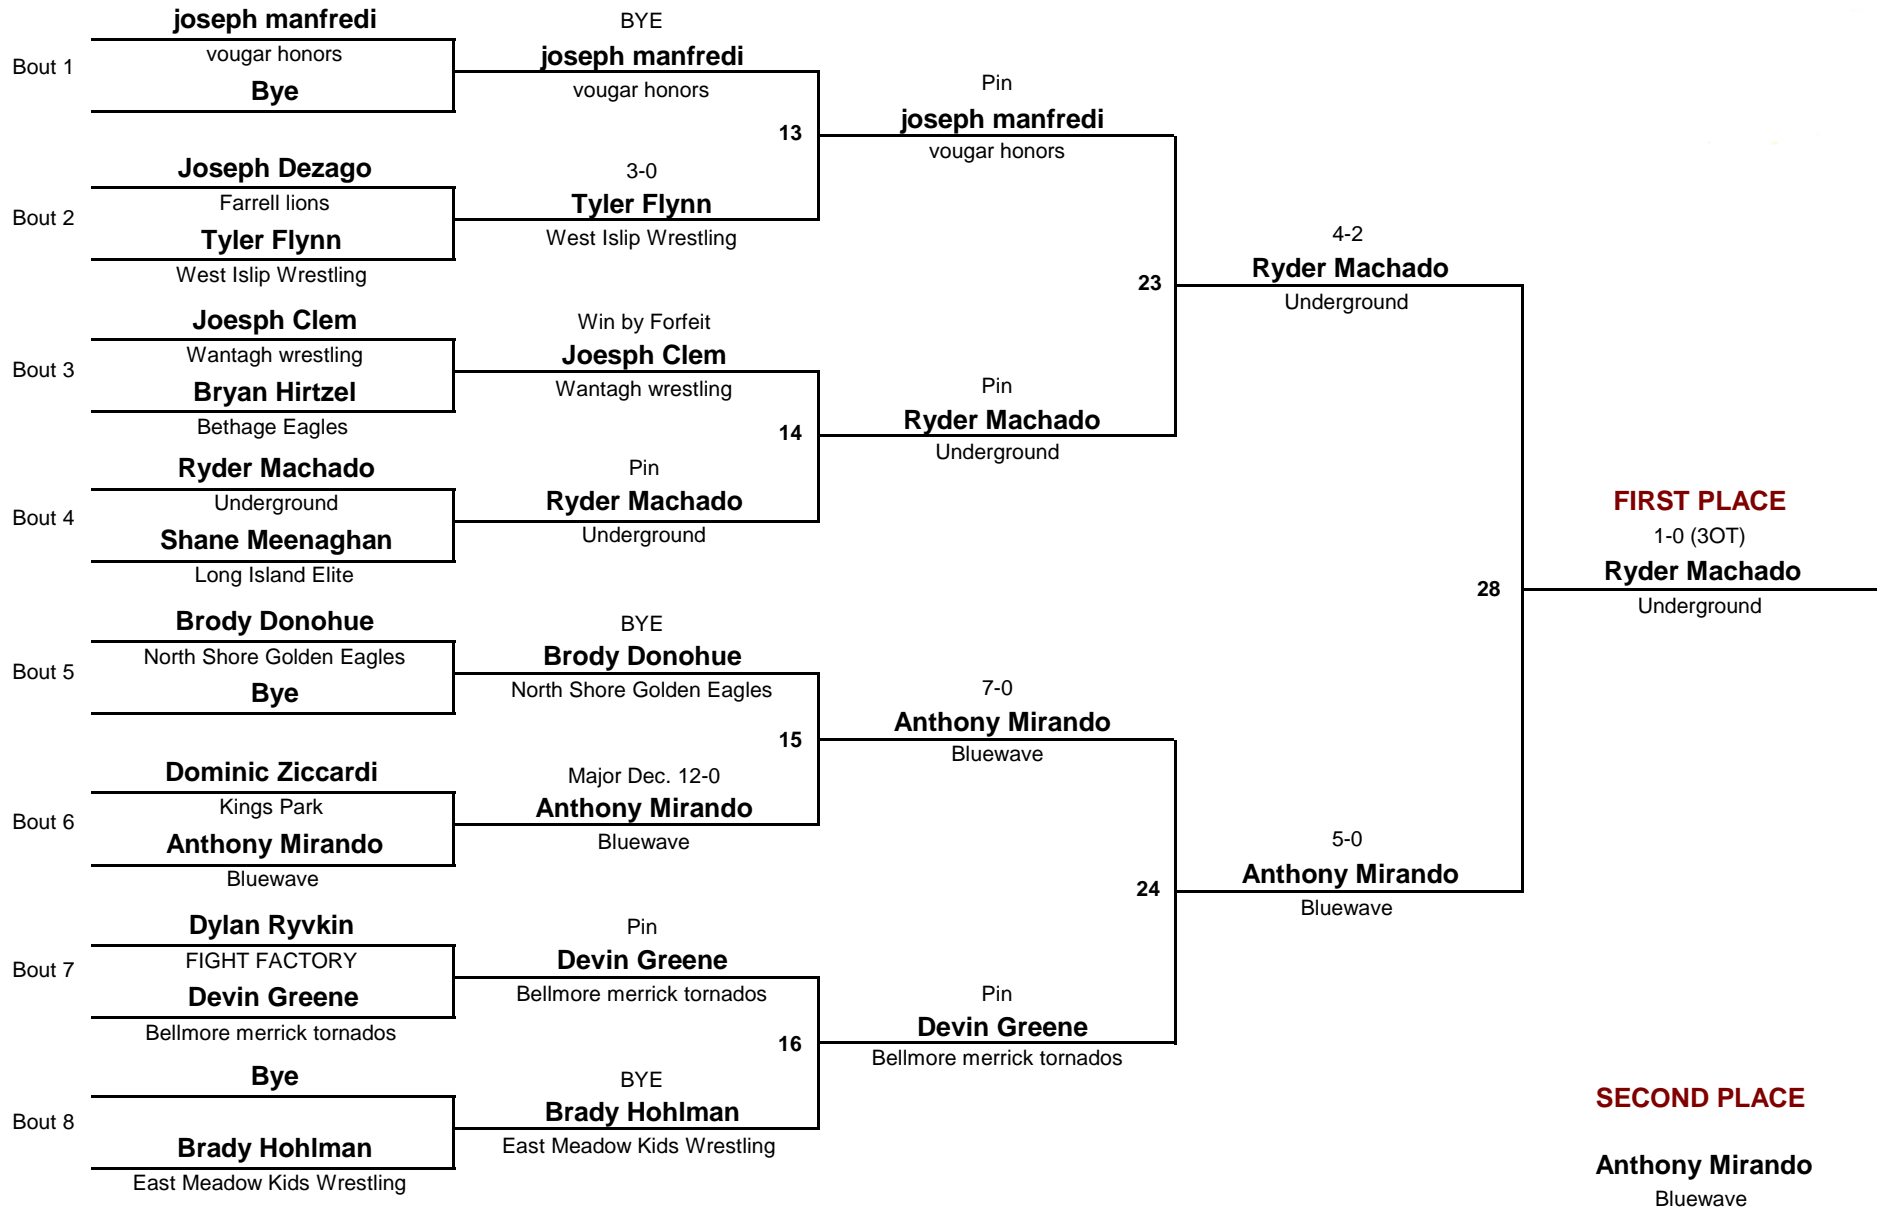 joseph manfredi
Bout 1
vougar honors
Bye
Joseph Dezago
Bout 2
Farrell lions
Tyler Flynn
West Islip Wrestling
Joesph Clem
Bout 3
Wantagh wrestling
Bryan Hirtzel
Bethage Eagles
Ryder Machado
Bout 4
Underground
Shane Meenaghan
Long Island Elite
Brody Donohue
Bout 5
North Shore Golden Eagles
Bye
Dominic Ziccardi
Bout 6
Kings Park
Anthony Mirando
Bluewave
Dylan Ryvkin
Bout 7
FIGHT FACTORY
Devin Greene
Bellmore merrick tornados
Bye
Bout 8
Brady Hohlman
East Meadow Kids Wrestling
BYE
joseph manfredi
vougar honors
13
3-0
Tyler Flynn
West Islip Wrestling
Win by Forfeit
Joesph Clem
Wantagh wrestling
14
Pin
Ryder Machado
Underground
BYE
Brody Donohue
North Shore Golden Eagles
15
Major Dec. 12-0
Anthony Mirando
Bluewave
Pin
Devin Greene
Bellmore merrick tornados
16
BYE
Brady Hohlman
East Meadow Kids Wrestling
Pin
joseph manfredi
vougar honors
23
Pin
Ryder Machado
Underground
7-0
Anthony Mirando
Bluewave
24
Pin
Devin Greene
Bellmore merrick tornados
4-2
Ryder Machado
Underground
28
5-0
Anthony Mirando
Bluewave
FIRST PLACE
1-0 (3OT)
Ryder Machado
Underground
SECOND PLACE
Anthony Mirando
Bluewave